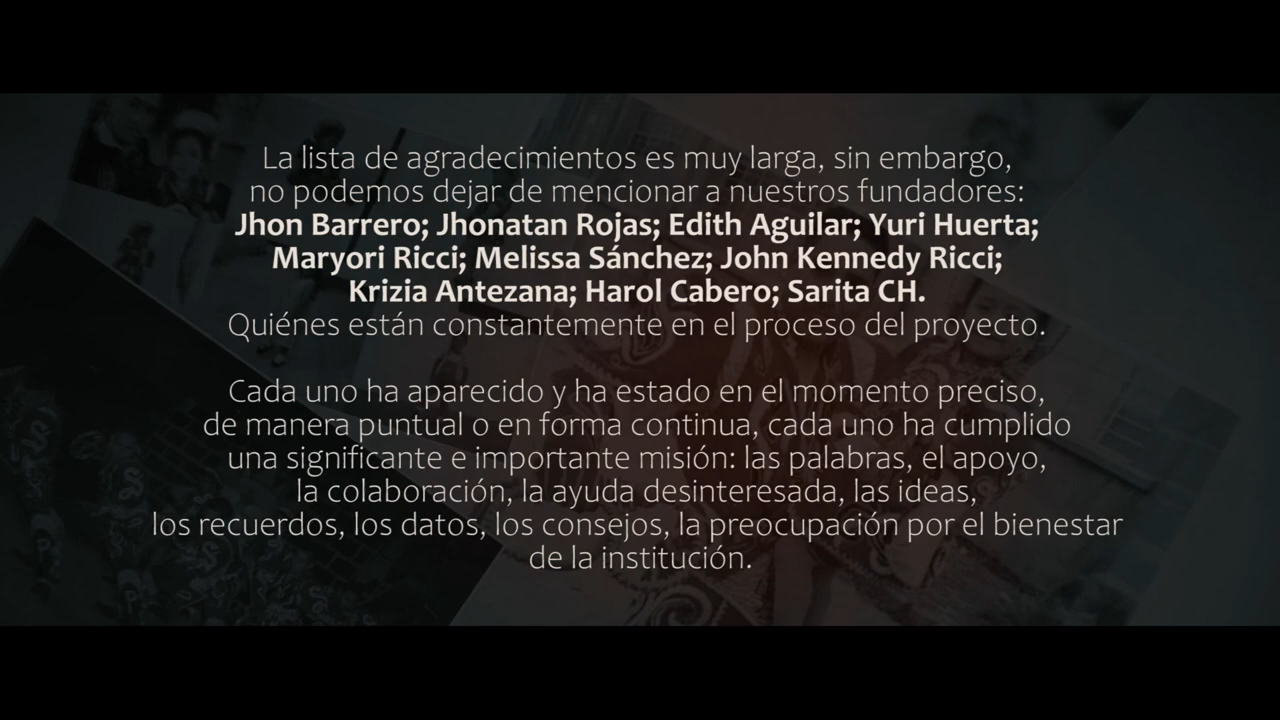 La lista de agradecimientos es muy larga, sin embargo,
no podemos dejar de mencionar a nuestros fundadores:
Jhon Barrero; Jhonatan Rojas; Edith Aguilar; Yuri Huerta;
Maryori Ricci; Melissa Sánchez; John Kennedy Ricci;
Krizia Antezana; Harol Cabero; Sarita CH.
Quiénes están constantemente en el proceso del proyecto.
Cada uno ha aparecido y ha estado en el momento preciso,
de manera puntual o en forma continua, cada uno ha cumplido
una significante e importante misión: las palabras, el apoyo,
la colaboración, la ayuda desinteresada, las ideas,
los recuerdos, los datos, los consejos, la preocupación por el bienestar
de la institución.